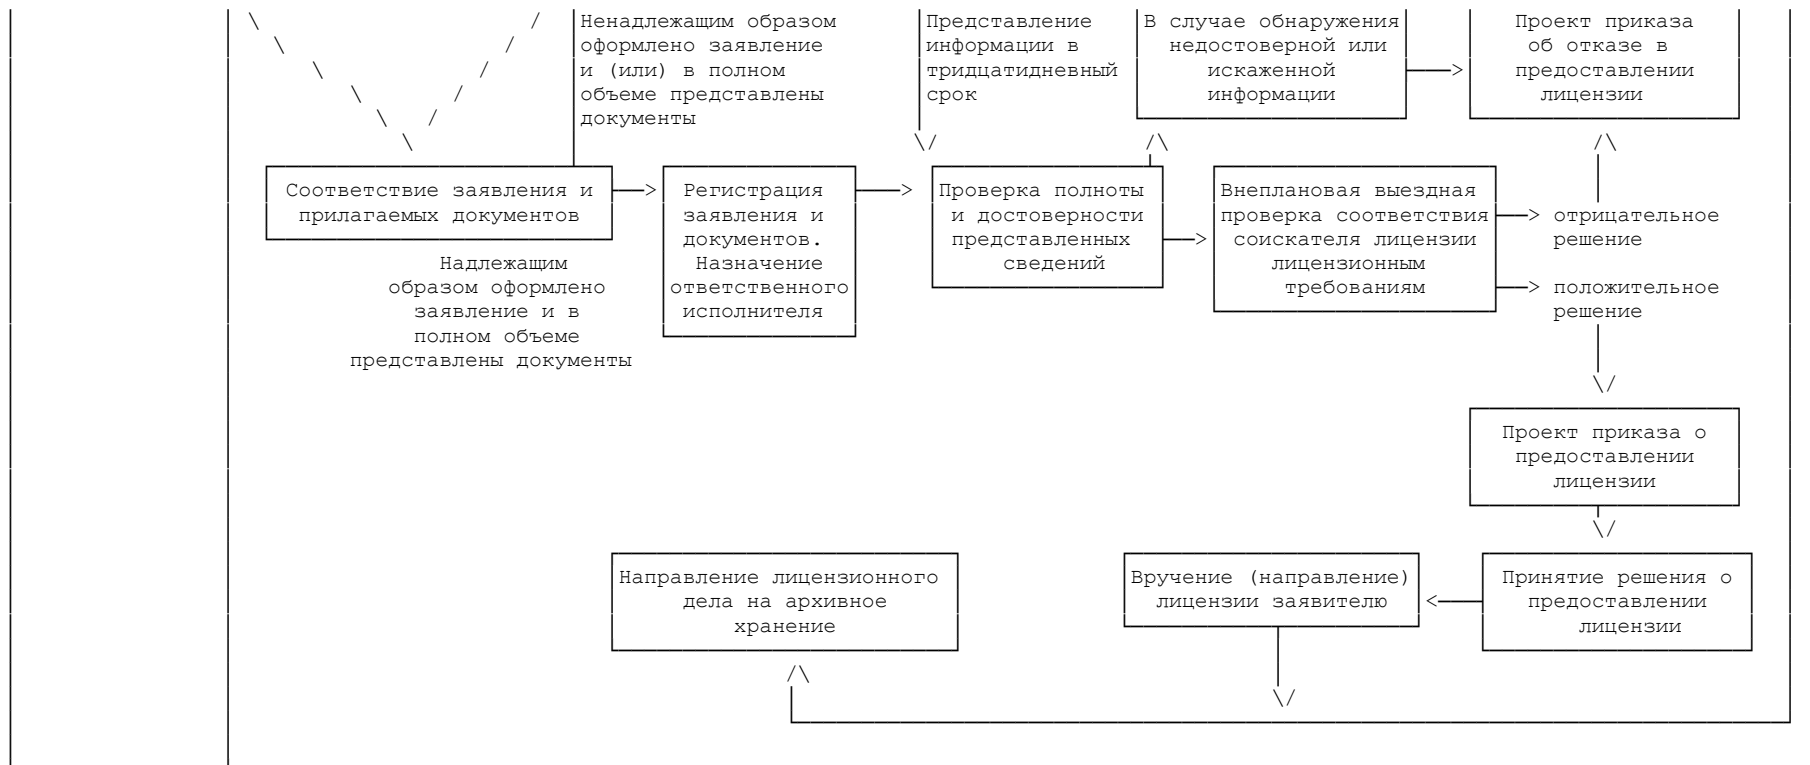 Ненадлежащим образом
оформлено заявление
и (или) в полном
объеме представлены
документы
Представление
информации в
тридцатидневный
срок
В случае обнаружения
недостоверной или
искаженной
информации
Проект приказа
об отказе в
предоставлении
лицензии
Соответствие заявления и
прилагаемых документов
Надлежащим
образом оформлено
заявление и в
полном объеме
представлены документы
Регистрация
заявления и
документов.
Назначение
ответственного
исполнителя
Проверка полноты
и достоверности
представленных
сведений
Внеплановая выездная
проверка соответствия
соискателя лицензии
лицензионным
требованиям
отрицательное
решение
положительное
решение
Проект приказа о
предоставлении
лицензии
Направление лицензионного
дела на архивное
хранение
Вручение (направление)
лицензии заявителю
Принятие решения о
предоставлении
лицензии